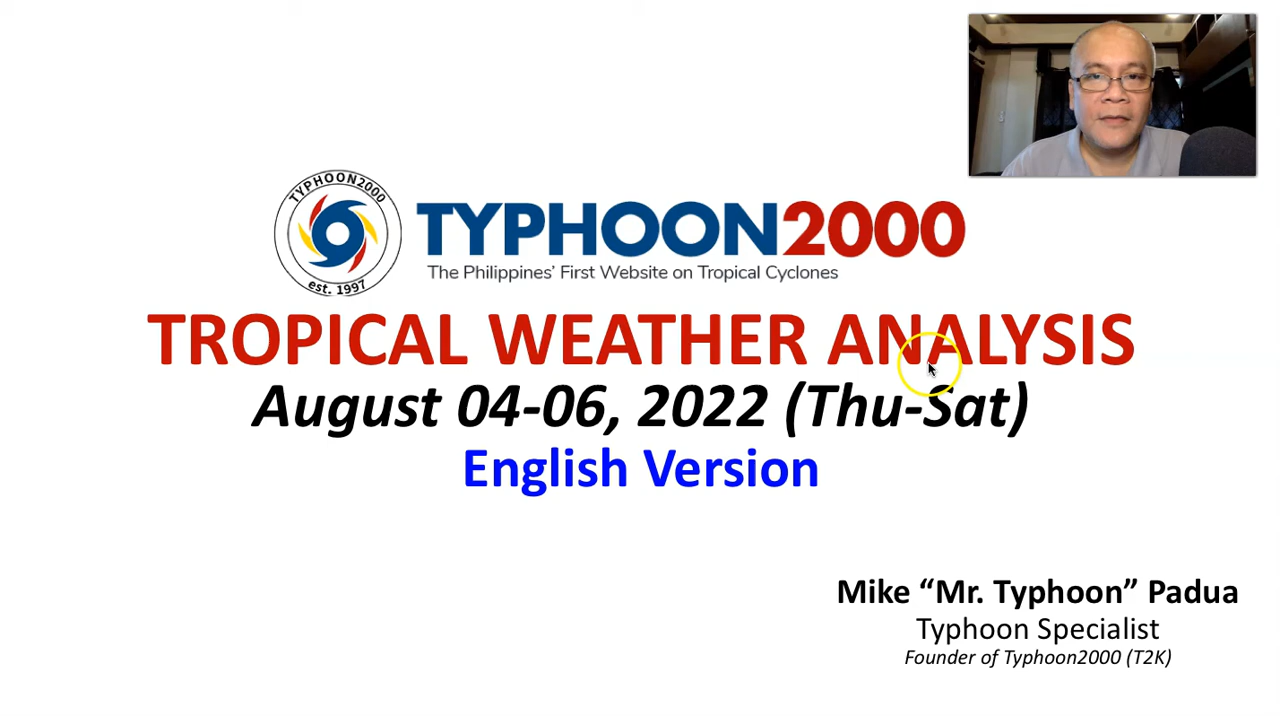 TYPHOON2000
est. 1997
TYPHOON2000
The Philippines' First Website on Tropical Cyclones
TROPICAL WEATHER ANALYSIS
August 04-06, 2022 (Thu-Sat)
English Version
Mike “Mr. Typhoon” Padua
Typhoon Specialist
Founder of Typhoon2000 (T2K)